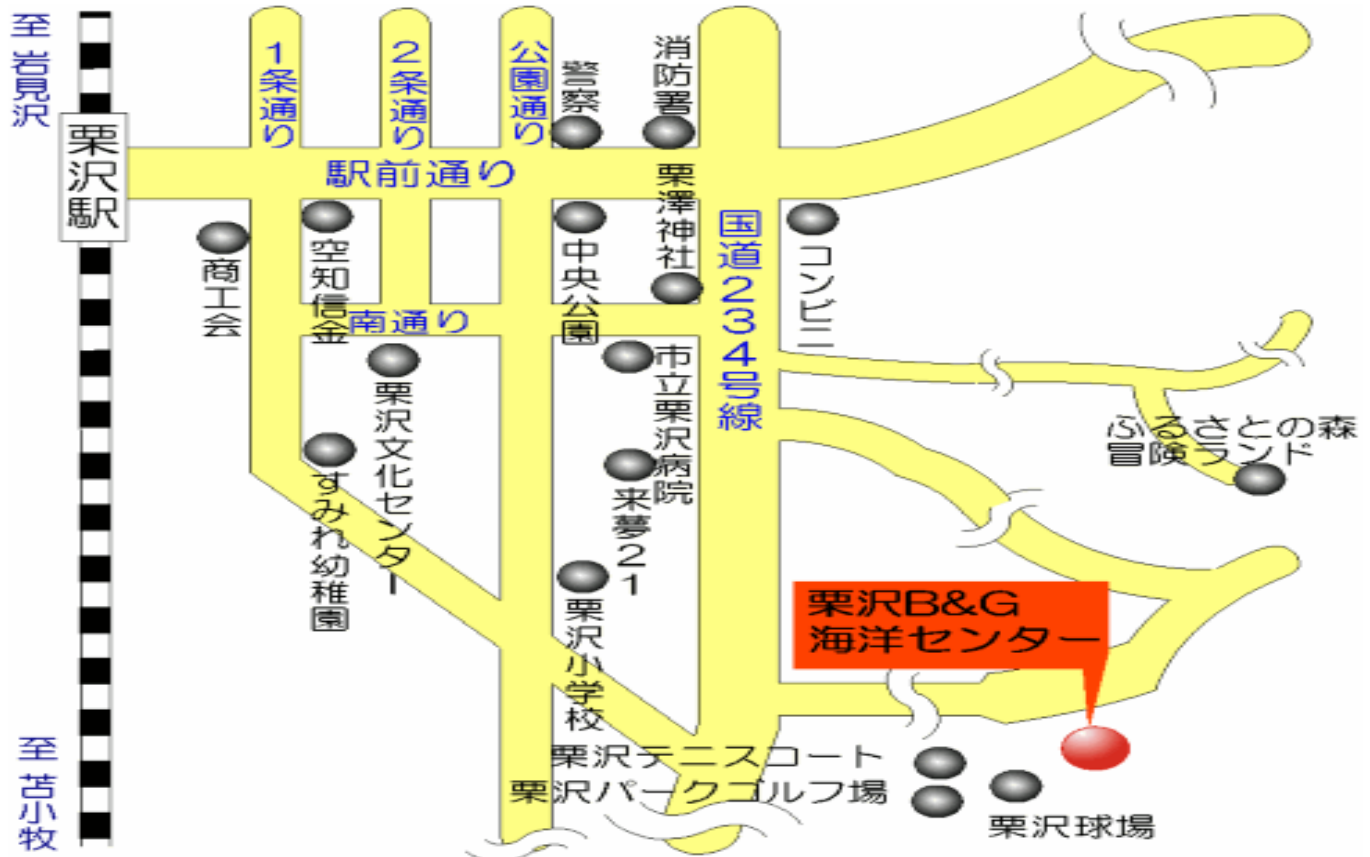 至 岩見沢
栗沢駅
至 苫小牧
1条通り
2条通り
公園通り
警察
消防署
駅前通り
栗澤神社
国道234号線
コンビニ
商工会
空知信金
中央公園
南通り
栗沢文化センター
市立栗沢病院
すみれ幼稚園
来夢21
栗沢小学校
ふるさとの森
冒険ランド
栗沢B&G
海洋センター
栗沢テニスコート
栗沢パークゴルフ場
栗沢球場